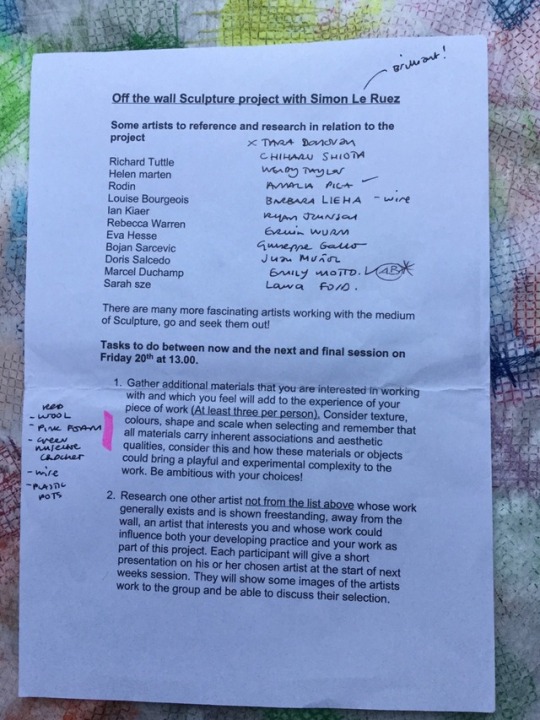 Brilliant!
Off the wall Sculpture project with Simon Le Ruez
Some artists to reference and research in relation to the
project
x TARA DONOVAN
CHIHARU SHIOTA
Richard Tuttle
WENDY TAYLOR
Helen marten
AMALIA PICA
Rodin
BARBARA LIEHA - wire
Louise Bourgeois
Ian Kiaer
Rebecca Warren
ERWIN WURM
Eva Hesse
Giuseppe
Bojan Sarcevic
JUAN MUÑOZ
Doris Salcedo
EMILY MOTTO.
Marcel Duchamp
Laura FORD.
Sarah sze
There are many more fascinating artists working with the medium
of Sculpture, go and seek them out!
Tasks to do between now and the next and final session on
Friday 20th at 13.00.
1. Gather additional materials that you are interested in working
with and which you feel will add to the experience of your
piece of work (At least three per person). Consider texture,
colours, shape and scale when selecting and remember that
all materials carry inherent associations and aesthetic
qualities, consider this and how these materials or objects
could bring a playful and experimental complexity to the
work. Be ambitious with your choices!
RED
- WOOL
- PINK FOAM
- Green
- wire
- PLASTIC
POTS
2. Research one other artist not from the list above whose work
generally exists and is shown freestanding, away from the
wall, an artist that interests you and whose work could
influence both your developing practice and your work as
part of this project. Each participant will give a short
presentation on his or her chosen artist at the start of next
weeks session. They will show some images of the artists
work to the group and be able to discuss their selection.